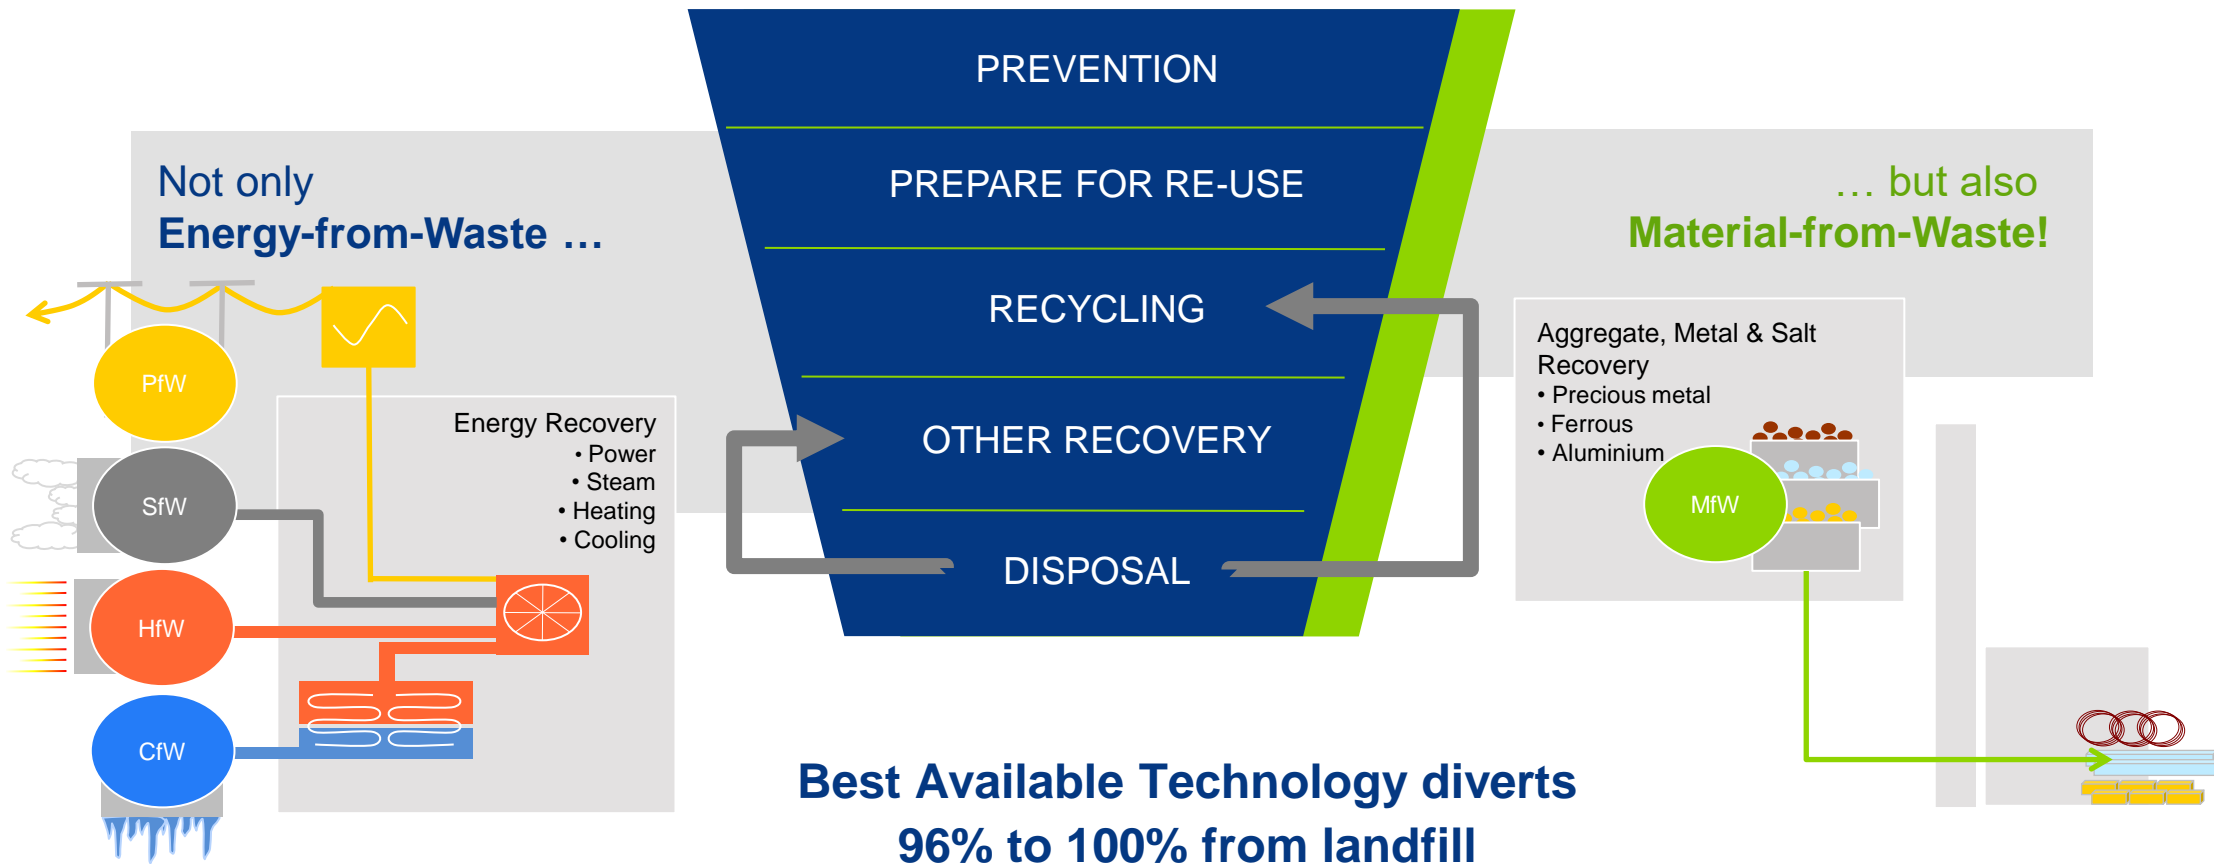 PREVENTION
PREPARE FOR RE-USE
RECYCLING
OTHER RECOVERY
DISPOSAL
Not only
Energy-from-Waste …
PfW
SfW
HfW
CfW
Energy Recovery
• Power
• Steam
• Heating
• Cooling
… but also
Material-from-Waste!
Aggregate, Metal & Salt
Recovery
• Precious metal
• Ferrous
• Aluminium
MfW
Best Available Technology diverts
96% to 100% from landfill